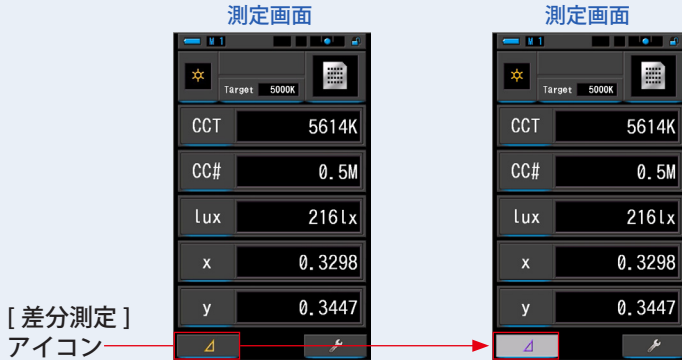 測定画面
M 1
Target 5000K
CCT 5614K
CC# 0.5M
lux 216lx
x 0.3298
y 0.3447
測定画面
M 1
Target 5000K
CCT 5614K
CC# 0.5M
lux 216lx
x 0.3298
y 0.3447
[ 差分測定 ]
アイコン